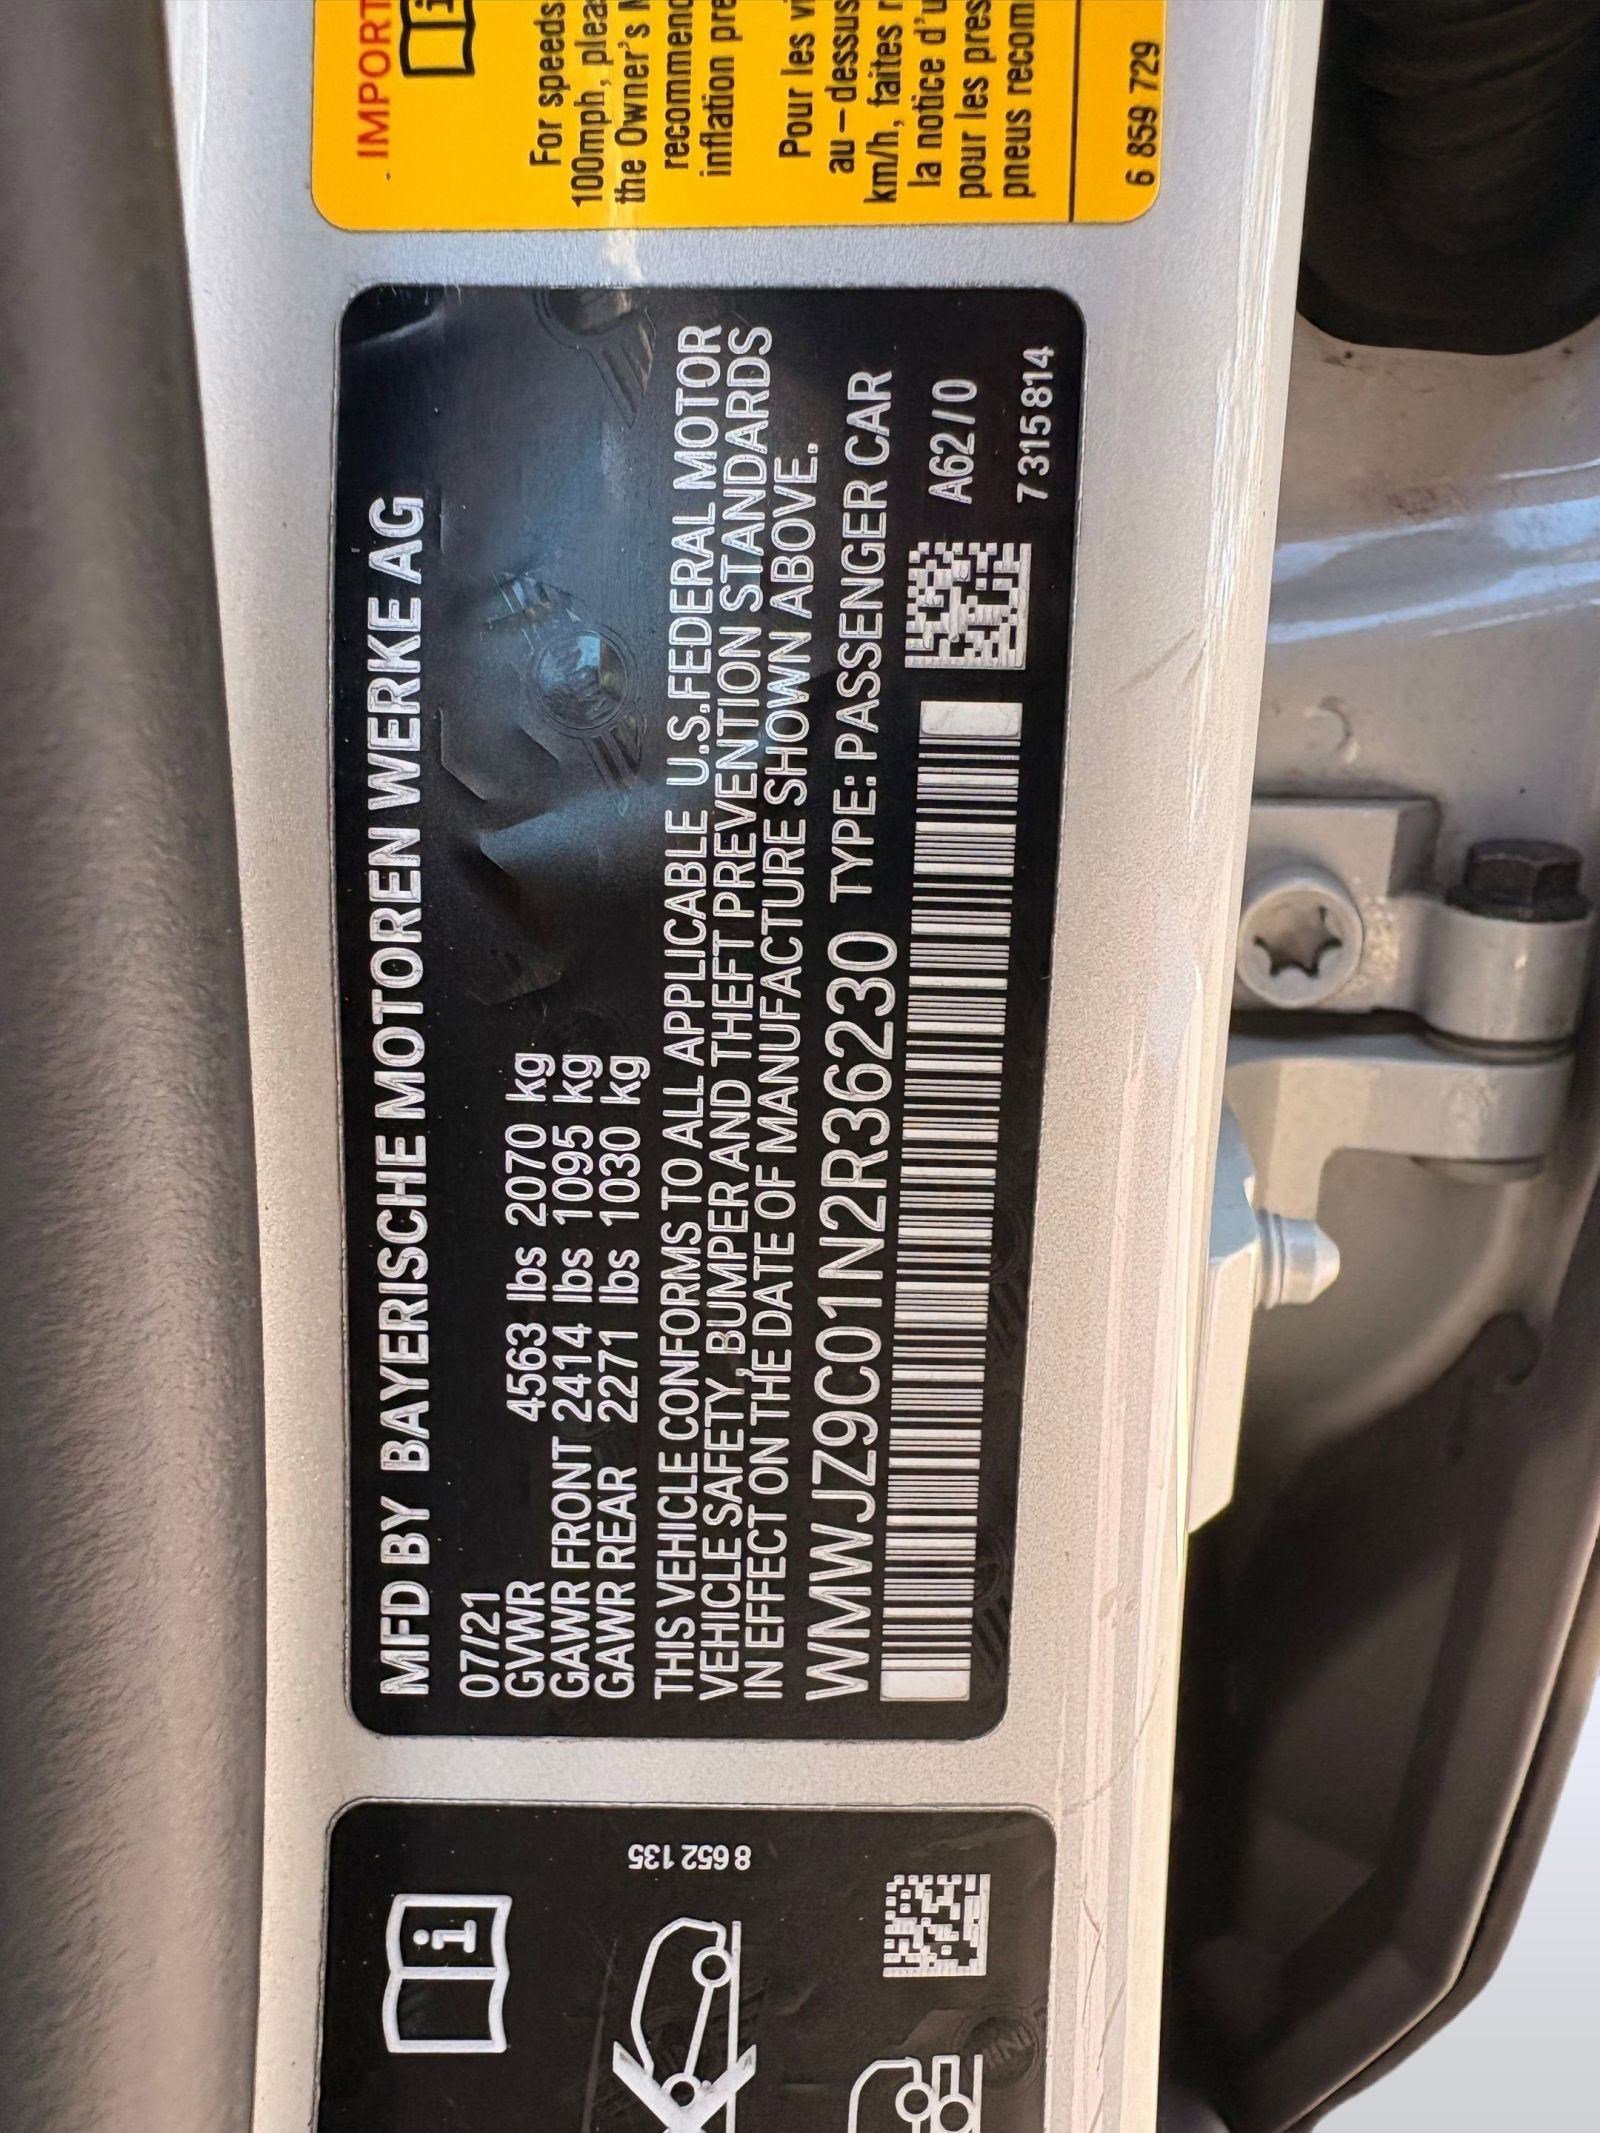 MFD BY BAYERISCHE MOTOREN WERKE AG
07/21
GVWR 4563 lbs 2070 kg
GAWR FRONT 2414 lbs 1095 kg
GAWR REAR 2271 lbs 1030 kg
THIS VEHICLE CONFORMS TO ALL APPLICABLE U.S.FEDERAL MOTOR
VEHICLE SAFETY, BUMPER AND THEFT PREVENTION STANDARDS
IN EFFECT ON THE DATE OF MANUFACTURE SHOWN ABOVE.
WMWJZ9C01N2R36230 TYPE: PASSENGER CAR
A62/0
7 315 814
8 652 135
IMPORT
For speeds
100mph, plea
the Owner's M
recommend
inflation pre
Pour les vi
au-dessus
km/h, faites r
la notice d'u
pour les pres
pneus recom
6 859 729